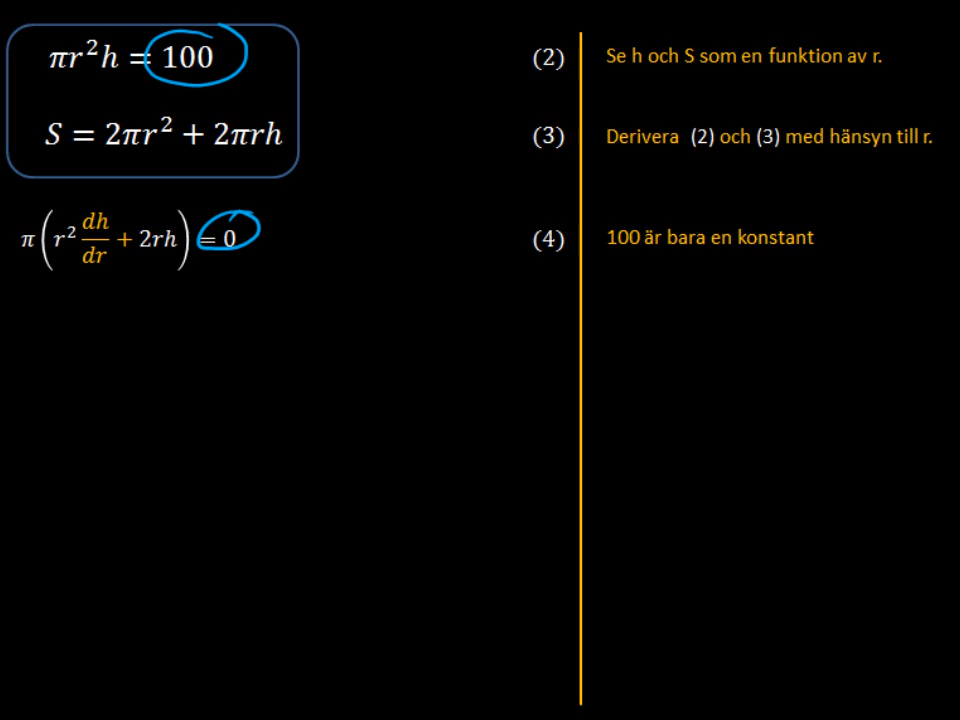 πr²h = 100 (2) Se h och S som en funktion av r.
S = 2πr² + 2πrh (3) Derivera (2) och (3) med hänsyn till r.
π(r² dh/dr + 2rh) = 0 (4) 100 är bara en konstant